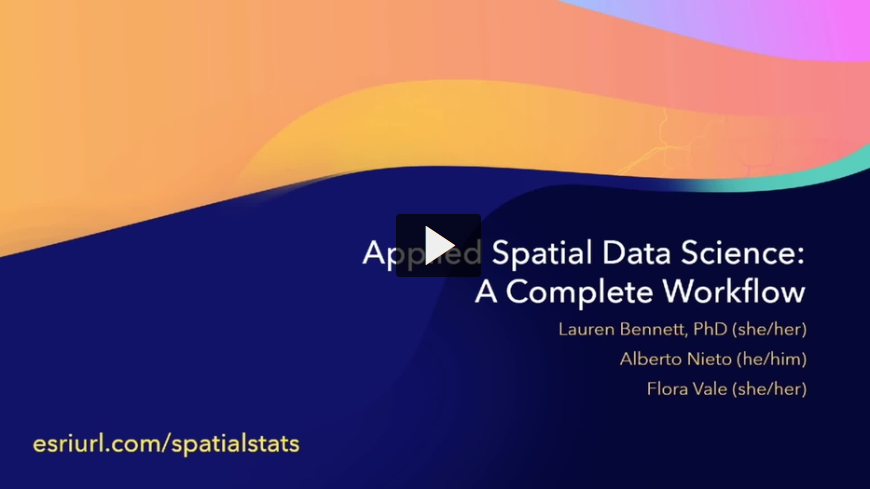 Applied Spatial Data Science:
A Complete Workflow
Lauren Bennett, PhD (she/her)
Alberto Nieto (he/him)
Flora Vale (she/her)
esriurl.com/spatialstats